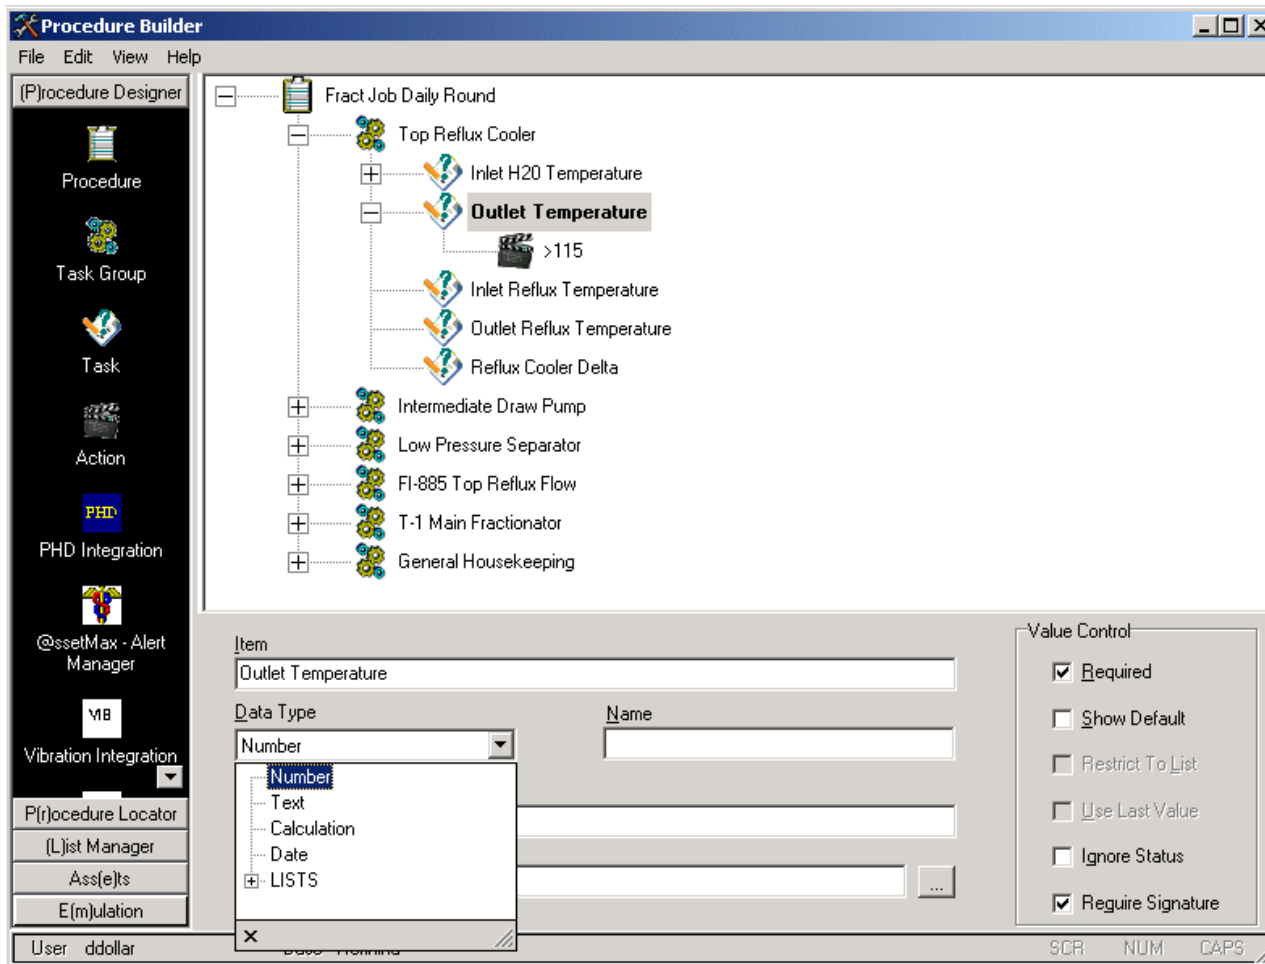 Procedure Builder
File Edit View Help
(P)rocedure Designer
Procedure
Task Group
Task
Action
PHD
PHD Integration
@ssetMax - Alert
Manager
VIB
Vibration Integration
P(r)ocedure Locator
(L)ist Manager
Ass(e)ts
E(m)ulation
Fract Job Daily Round
Top Reflux Cooler
Inlet H20 Temperature
Outlet Temperature
>115
Inlet Reflux Temperature
Outlet Reflux Temperature
Reflux Cooler Delta
Intermediate Draw Pump
Low Pressure Separator
FI-885 Top Reflux Flow
T-1 Main Fractionator
General Housekeeping
Item
Outlet Temperature
Data Type
Name
Number
Number
Text
Calculation
Date
LISTS
...
Value Control
Required
Show Default
Restrict To List
Use Last Value
Ignore Status
Require Signature
User ddollar
SCR NUM CAPS